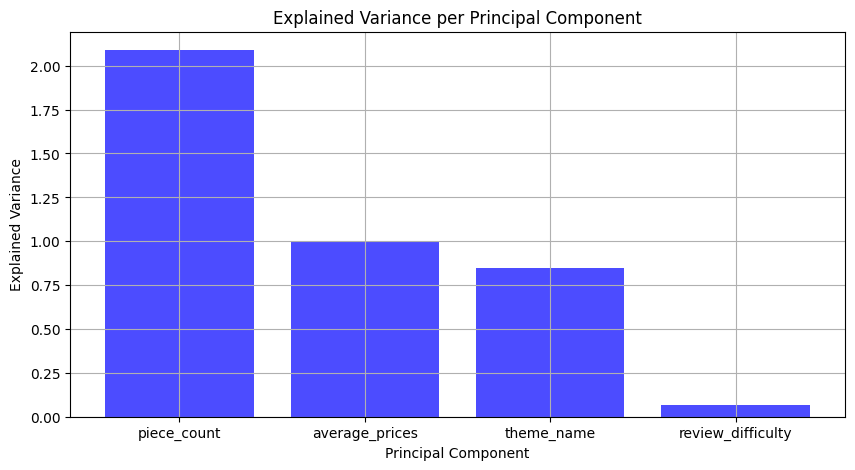 Explained Variance per Principal Component
2.00
1.75
1.50
1.25
1.00
0.75
0.50
0.25
0.00
Explained Variance
piece_count average_prices theme_name review_difficulty
Principal Component